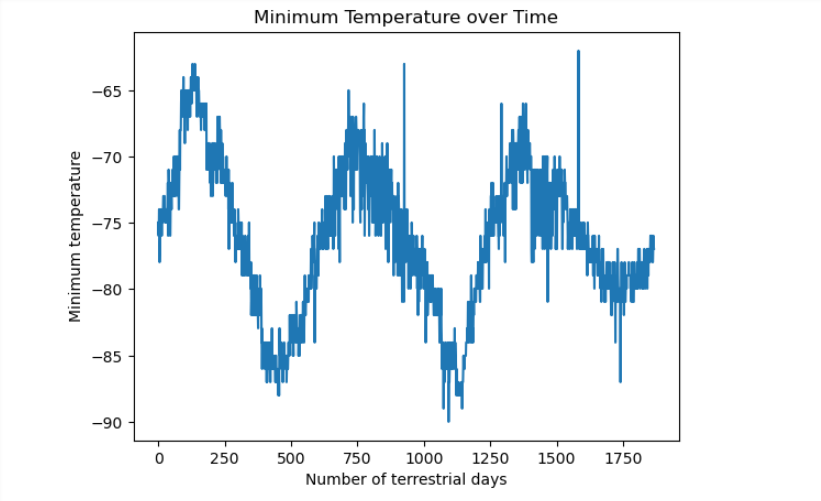 Minimum Temperature over Time
Minimum temperature
−65
−70
−75
−80
−85
−90
0 250 500 750 1000 1250 1500 1750
Number of terrestrial days